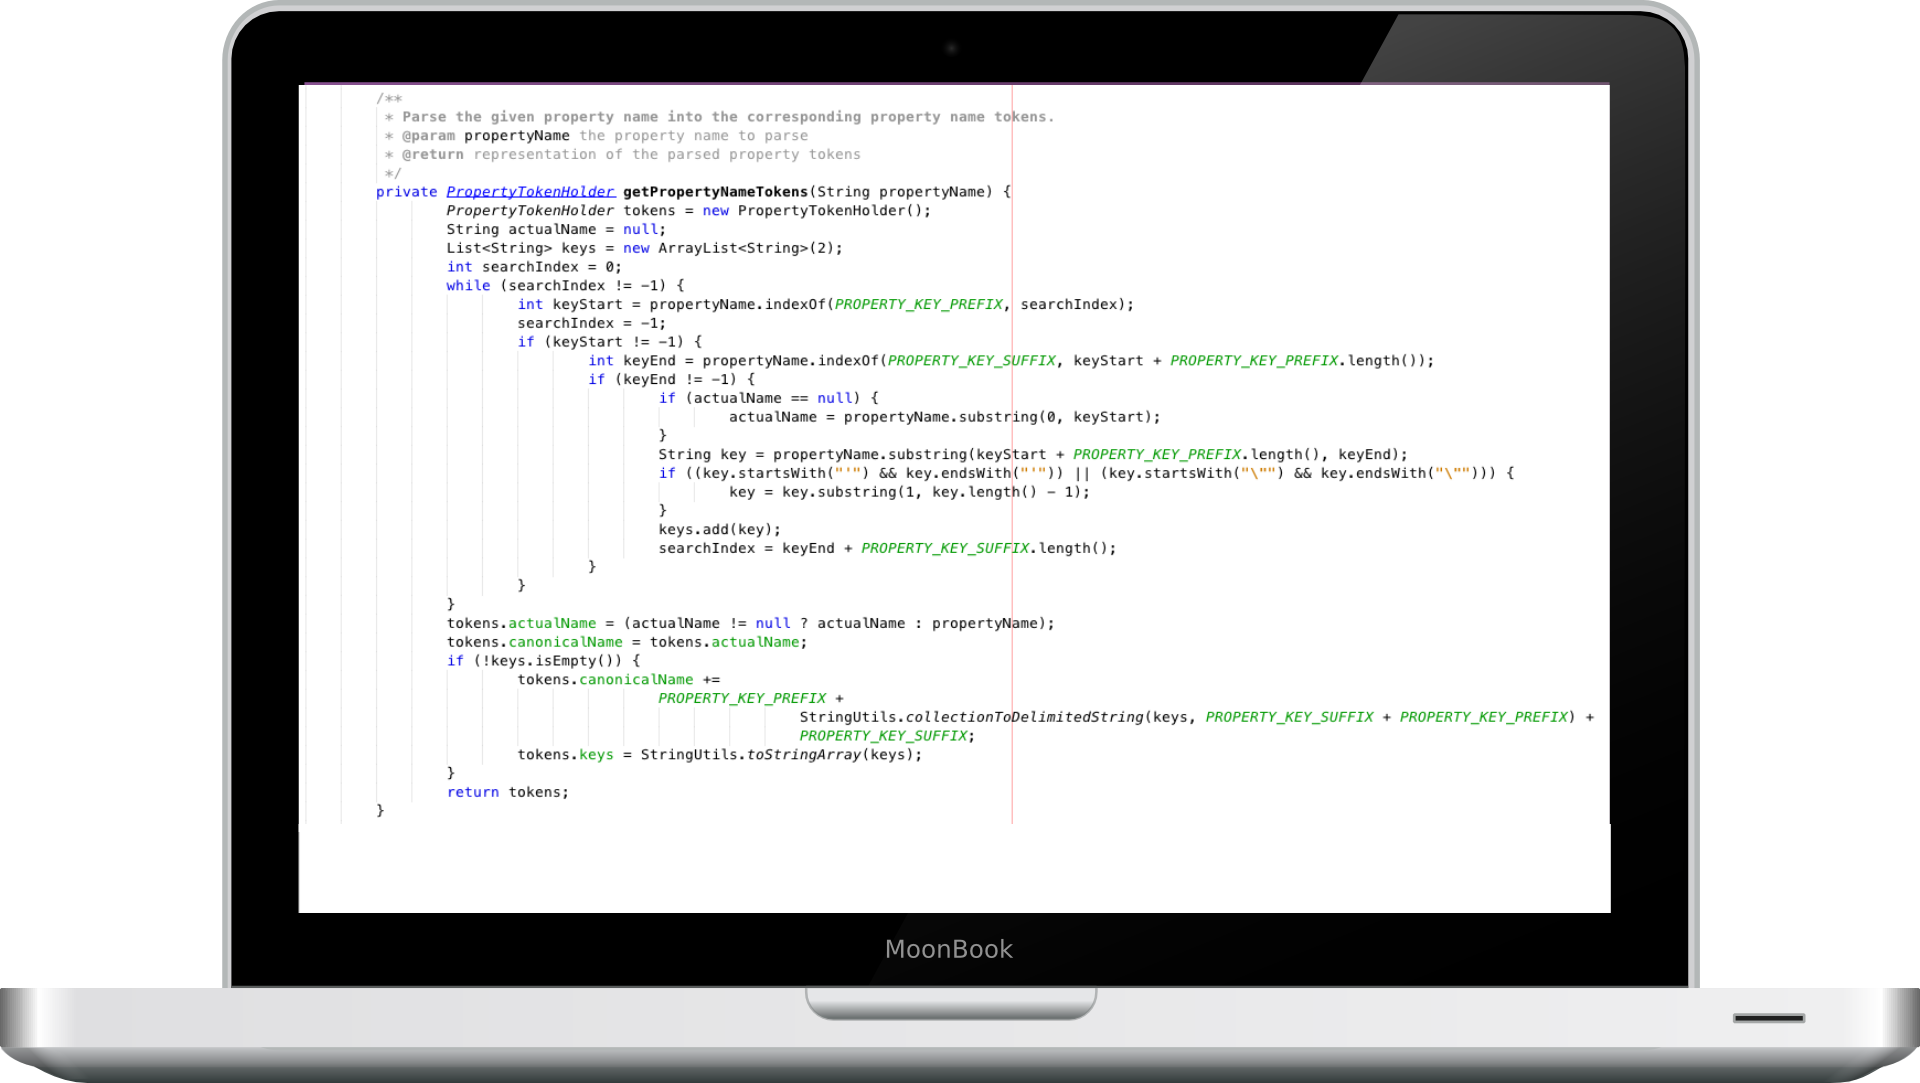 /**
* Parse the given property name into the corresponding property name tokens.
* @param propertyName the property name to parse
* @return representation of the parsed property tokens
*/
private PropertyTokenHolder getPropertyNameTokens(String propertyName) {
PropertyTokenHolder tokens = new PropertyTokenHolder();
String actualName = null;
List<String> keys = new ArrayList<String>(2);
int searchIndex = 0;
while (searchIndex != -1) {
int keyStart = propertyName.indexOf(PROPERTY_KEY_PREFIX, searchIndex);
searchIndex = -1;
if (keyStart != -1) {
int keyEnd = propertyName.indexOf(PROPERTY_KEY_SUFFIX, keyStart + PROPERTY_KEY_PREFIX.length());
if (keyEnd != -1) {
if (actualName == null) {
actualName = propertyName.substring(0, keyStart);
}
String key = propertyName.substring(keyStart + PROPERTY_KEY_PREFIX.length(), keyEnd);
if ((key.startsWith("'") && key.endsWith("'")) || (key.startsWith("\"") && key.endsWith("\""))) {
key = key.substring(1, key.length() - 1);
}
keys.add(key);
searchIndex = keyEnd + PROPERTY_KEY_SUFFIX.length();
}
}
}
tokens.actualName = (actualName != null ? actualName : propertyName);
tokens.canonicalName = tokens.actualName;
if (!keys.isEmpty()) {
tokens.canonicalName +=
PROPERTY_KEY_PREFIX +
StringUtils.collectionToDelimitedString(keys, PROPERTY_KEY_SUFFIX + PROPERTY_KEY_PREFIX) +
PROPERTY_KEY_SUFFIX;
tokens.keys = StringUtils.toStringArray(keys);
}
return tokens;
}
MoonBook